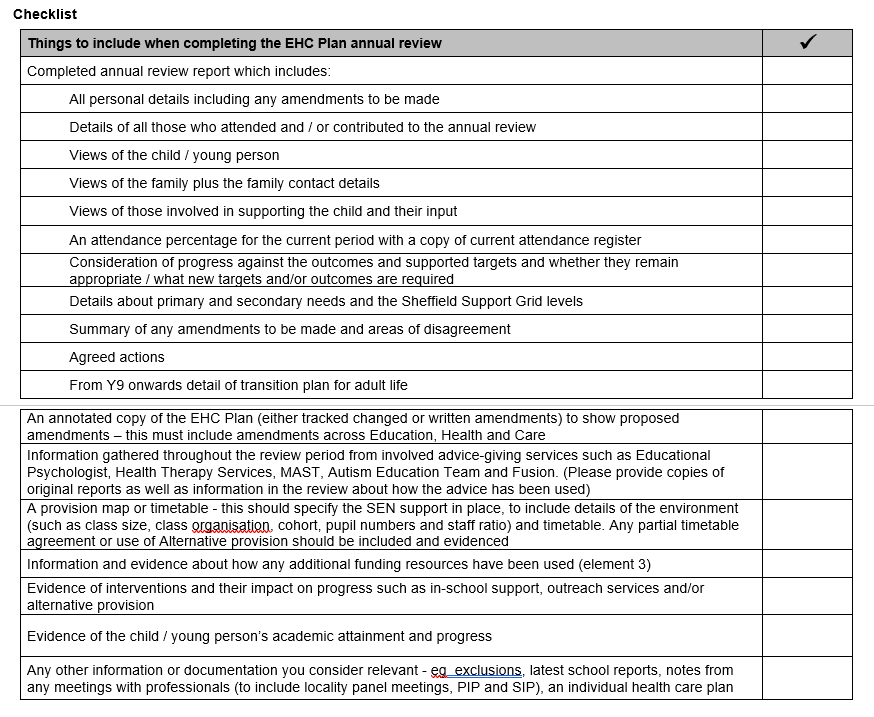 Checklist
Things to include when completing the EHC Plan annual review ✓
Completed annual review report which includes:
All personal details including any amendments to be made
Details of all those who attended and / or contributed to the annual review
Views of the child / young person
Views of the family plus the family contact details
Views of those involved in supporting the child and their input
An attendance percentage for the current period with a copy of current attendance register
Consideration of progress against the outcomes and supported targets and whether they remain
appropriate / what new targets and/or outcomes are required
Details about primary and secondary needs and the Sheffield Support Grid levels
Summary of any amendments to be made and areas of disagreement
Agreed actions
From Y9 onwards detail of transition plan for adult life
An annotated copy of the EHC Plan (either tracked changed or written amendments) to show proposed
amendments – this must include amendments across Education, Health and Care
Information gathered throughout the review period from involved advice-giving services such as Educational
Psychologist, Health Therapy Services, MAST, Autism Education Team and Fusion. (Please provide copies of
original reports as well as information in the review about how the advice has been used)
A provision map or timetable - this should specify the SEN support in place, to include details of the environment
(such as class size, class organisation, cohort, pupil numbers and staff ratio) and timetable. Any partial timetable
agreement or use of Alternative provision should be included and evidenced
Information and evidence about how any additional funding resources have been used (element 3)
Evidence of interventions and their impact on progress such as in-school support, outreach services and/or
alternative provision
Evidence of the child / young person's academic attainment and progress
Any other information or documentation you consider relevant - eg exclusions, latest school reports, notes from
any meetings with professionals (to include locality panel meetings, PIP and SIP), an individual health care plan